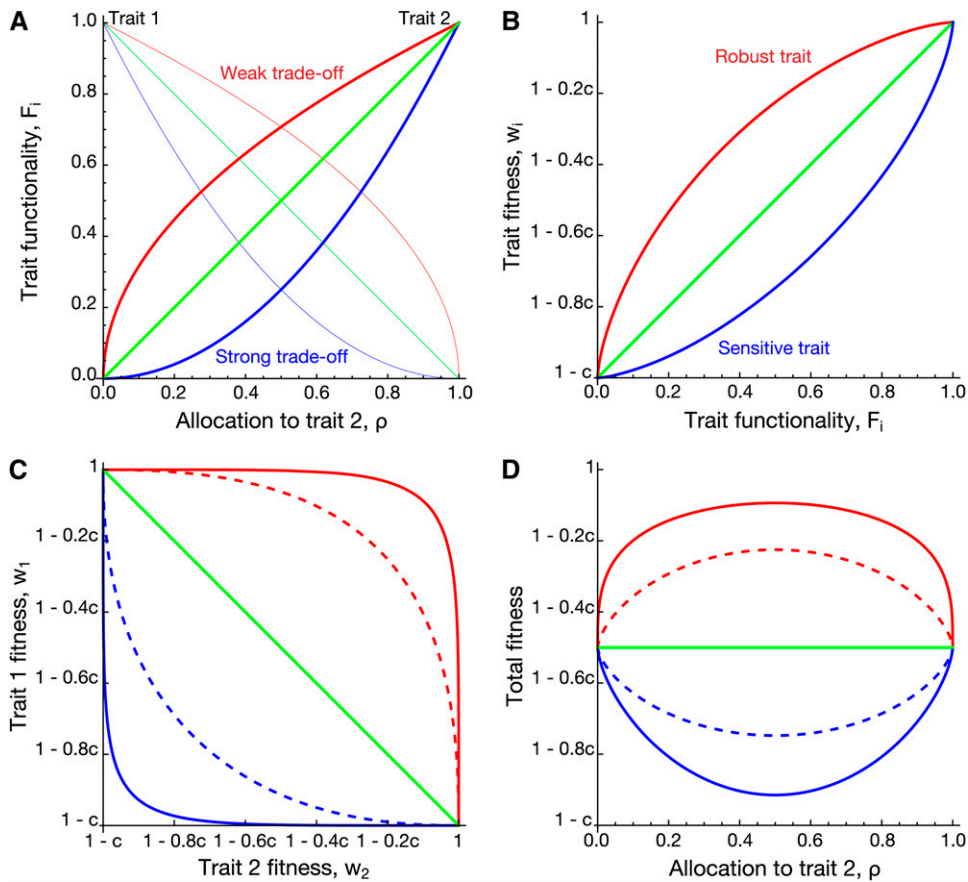 A
Trait 1
Trait 2
Weak trade-off
Strong trade-off
Trait functionality, Fᵢ
1.0
0.8
0.6
0.4
0.2
0.0
0.0
0.2
0.4
0.6
0.8
1.0
Allocation to trait 2, ρ
B
Robust trait
Sensitive trait
Trait fitness, wᵢ
1
1 - 0.2c
1 - 0.4c
1 - 0.6c
1 - 0.8c
1 - c
0.0
0.2
0.4
0.6
0.8
1.0
Trait functionality, Fᵢ
C
Trait 1 fitness, w₁
1
1 - 0.2c
1 - 0.4c
1 - 0.6c
1 - 0.8c
1 - c
1 - c
1 - 0.8c
1 - 0.6c
1 - 0.4c
1 - 0.2c
1
Trait 2 fitness, w₂
D
Total fitness
1
1 - 0.2c
1 - 0.4c
1 - 0.6c
1 - 0.8c
1 - c
0.0
0.2
0.4
0.6
0.8
1.0
Allocation to trait 2, ρ